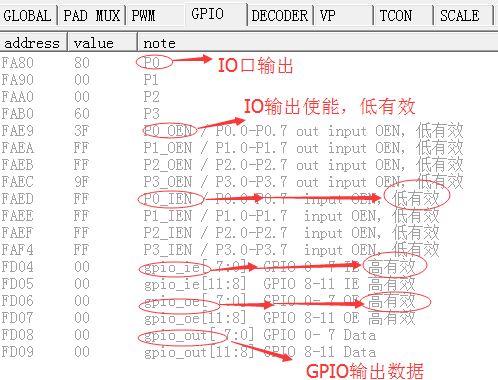 GLOBAL PAD MUX PWM GPIO DECODER VP TCON SCALE
address value note
FA80 80 P0
IO口输出
FA90 00 P1
FAA0 00 P2
FAB0 60 P3
IO输出使能，低有效
FAE9 3F P0_OEN / P0.0-P0.7 out input OEN, 低有效
FAEA FF P1_OEN / P1.0-P1.7 out input OEN, 低有效
FAEB FF P2_OEN / P2.0-P2.7 out input OEN, 低有效
FAEC 9F P3_OEN / P3.0-P3.7 out input OEN, 低有效
FAED FF P0_IEN / P0.0-P0.7 input OEN, 低有效
FAEE FF P1_IEN / P1.0-P1.7 input OEN, 低有效
FAEF FF P2_IEN / P2.0-P2.7 input OEN, 低有效
FAF4 FF P3_IEN / P3.0-P3.7 input OEN, 低有效
FD04 00 gpio_ie[ 7:0] GPIO 0- 7 IE 高有效
FD05 00 gpio_ie[11:8] GPIO 8-11 IE 高有效
FD06 00 gpio_oe[ 7:0] GPIO 0- 7 OE 高有效
FD07 00 gpio_oe[11:8] GPIO 8-11 OE 高有效
FD08 00 gpio_out[ 7:0] GPIO 0- 7 Data
FD09 00 gpio_out[11:8] GPIO 8-11 Data
GPIO输出数据